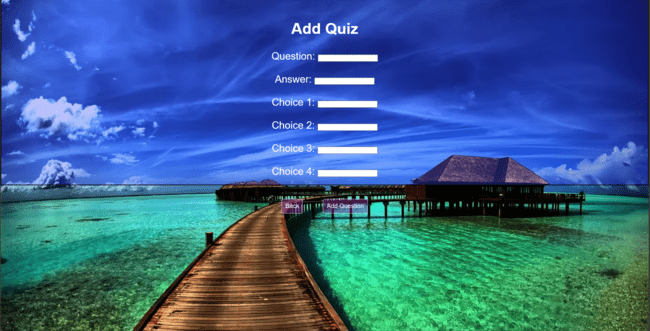 Add Quiz
Question:
Answer:
Choice 1:
Choice 2:
Choice 3:
Choice 4:
Back Add Question